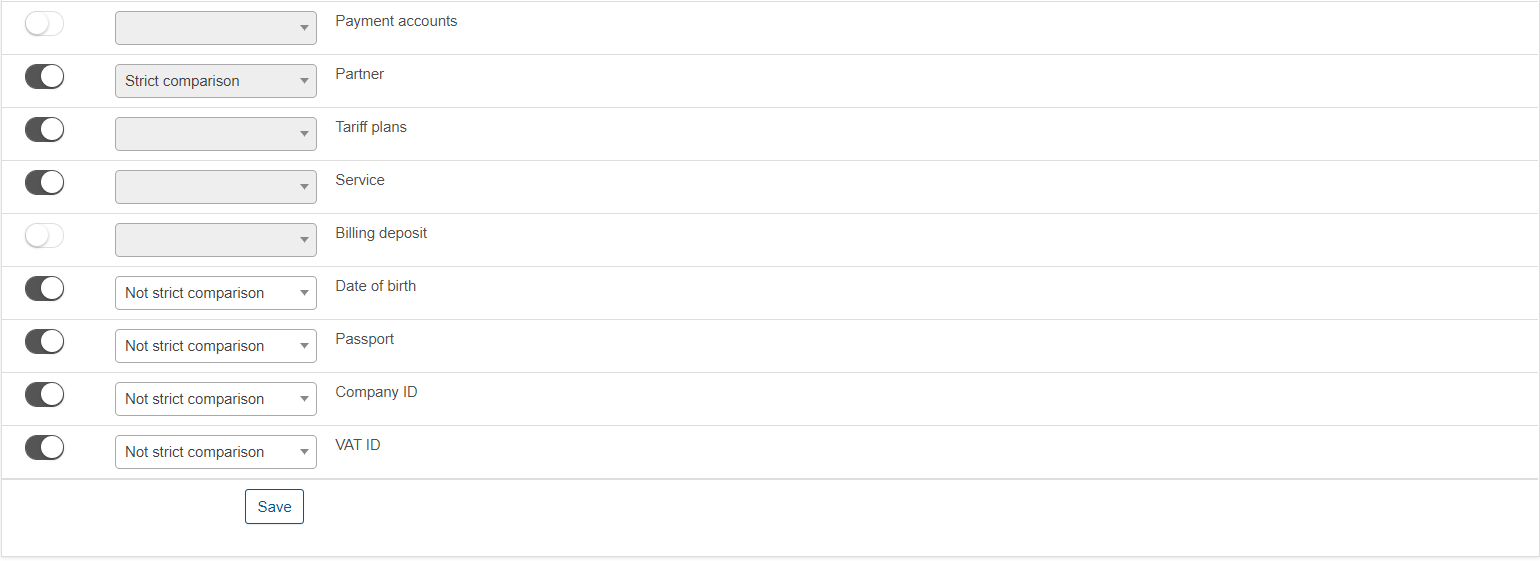 Payment accounts
Strict comparison Partner
Tariff plans
Service
Billing deposit
Not strict comparison Date of birth
Not strict comparison Passport
Not strict comparison Company ID
Not strict comparison VAT ID
Save